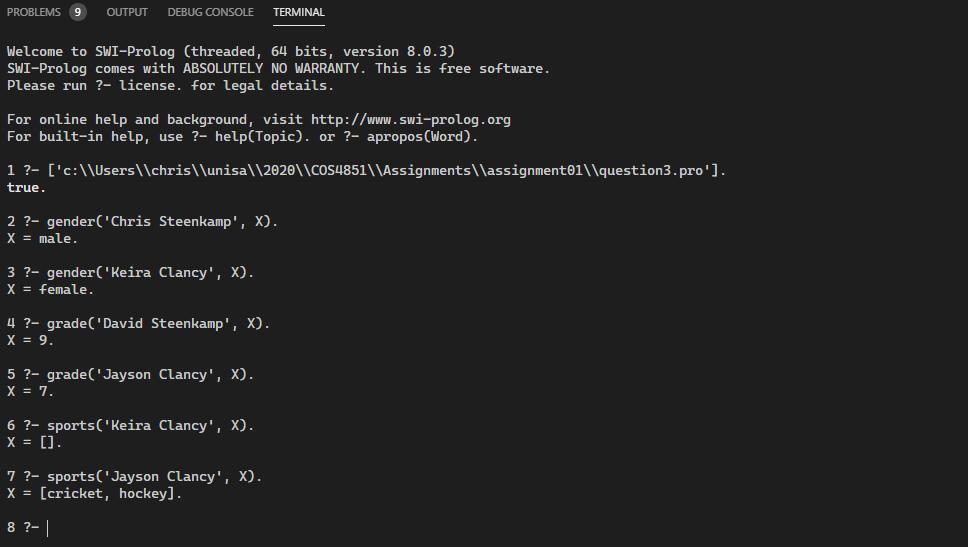 PROBLEMS 9 OUTPUT DEBUG CONSOLE TERMINAL
Welcome to SWI-Prolog (threaded, 64 bits, version 8.0.3)
SWI-Prolog comes with ABSOLUTELY NO WARRANTY. This is free software.
Please run ?- license. for legal details.
For online help and background, visit http://www.swi-prolog.org
For built-in help, use ?- help(Topic). or ?- apropos(Word).
1 ?- ['c:\\Users\\chris\\unisa\\2020\\COS4851\\Assignments\\assignment01\\question3.pro'].
true.
2 ?- gender('Chris Steenkamp', X).
X = male.
3 ?- gender('Keira Clancy', X).
X = female.
4 ?- grade('David Steenkamp', X).
X = 9.
5 ?- grade('Jayson Clancy', X).
X = 7.
6 ?- sports('Keira Clancy', X).
X = [].
7 ?- sports('Jayson Clancy', X).
X = [cricket, hockey].
8 ?-